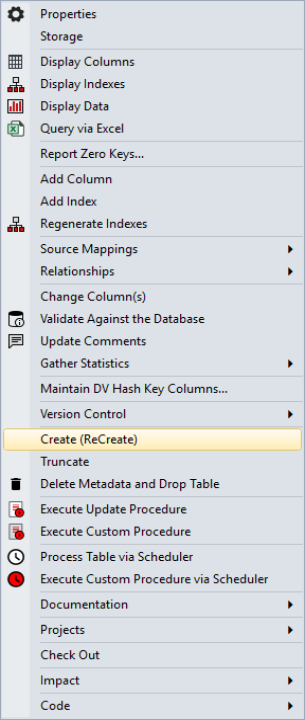 Properties
Storage
Display Columns
Display Indexes
Display Data
Query via Excel
Report Zero Keys...
Add Column
Add Index
Regenerate Indexes
Source Mappings
Relationships
Change Column(s)
Validate Against the Database
Update Comments
Gather Statistics
Maintain DV Hash Key Columns...
Version Control
Create (ReCreate)
Truncate
Delete Metadata and Drop Table
Execute Update Procedure
Execute Custom Procedure
Process Table via Scheduler
Execute Custom Procedure via Scheduler
Documentation
Projects
Check Out
Impact
Code